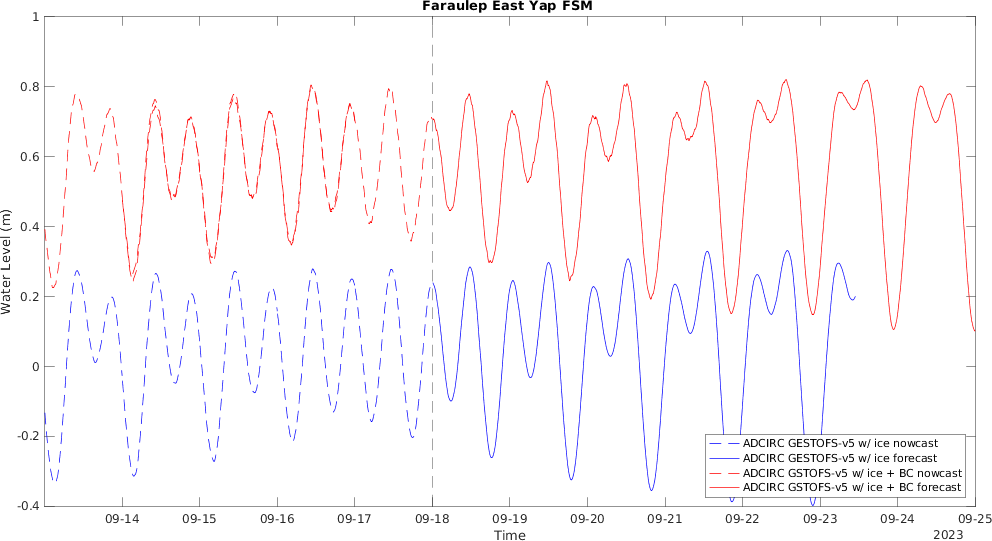 Faraulep East Yap FSM
Water Level (m)
1
0.8
0.6
0.4
0.2
0
-0.2
-0.4
ADCIRC GESTOFS-v5 w/ ice nowcast
ADCIRC GESTOFS-v5 w/ ice forecast
ADCIRC GSTOFS-v5 w/ ice + BC nowcast
ADCIRC GSTOFS-v5 w/ ice + BC forecast
09-14 09-15 09-16 09-17 09-18 09-19 09-20 09-21 09-22 09-23 09-24 09-25
Time
2023